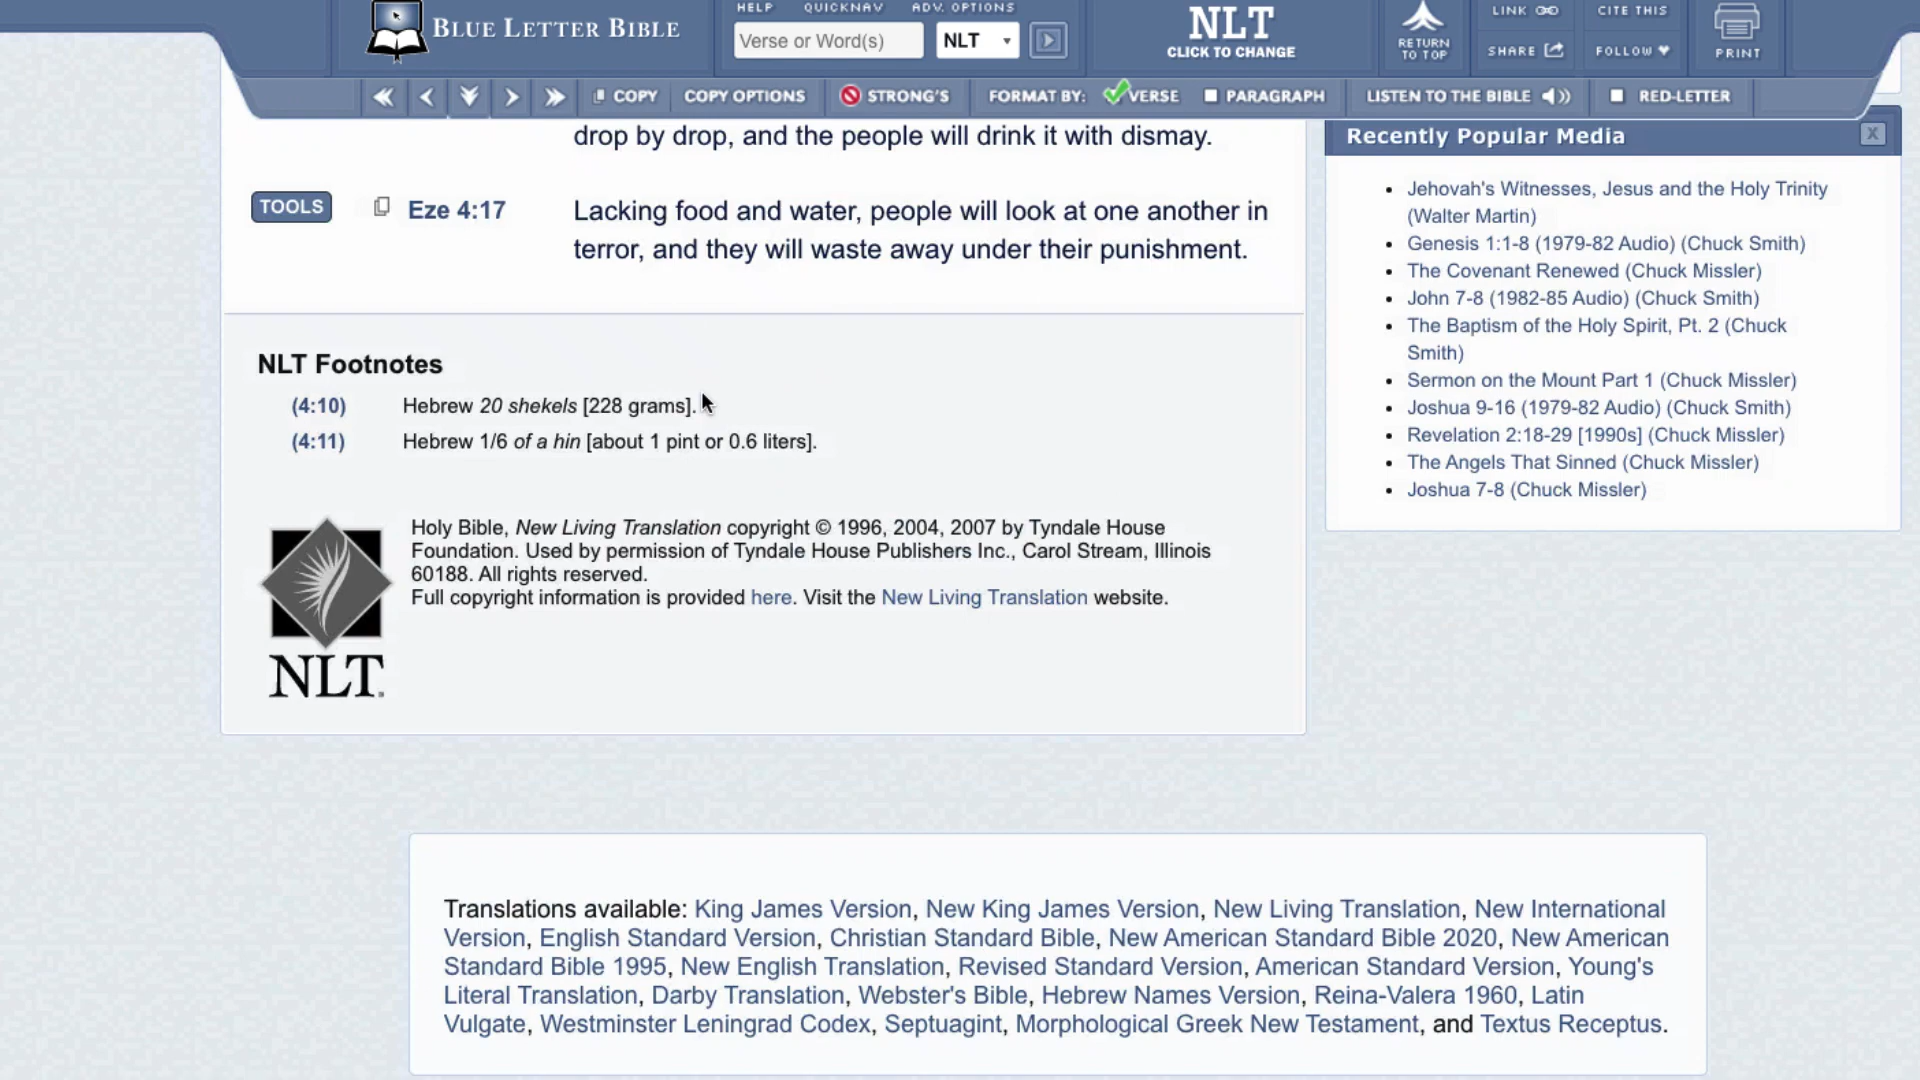 BLUE LETTER BIBLE
HELP QUICKNAV ADV. OPTIONS
Verse or Word(s)
NLT
NLT
CLICK TO CHANGE
RETURN
TO TOP
LINK
CITE THIS
SHARE
FOLLOW
PRINT
COPY
COPY OPTIONS
STRONG'S
FORMAT BY:
VERSE
PARAGRAPH
LISTEN TO THE BIBLE
RED-LETTER
drop by drop, and the people will drink it with dismay.
TOOLS
Eze 4:17
Lacking food and water, people will look at one another in
terror, and they will waste away under their punishment.
NLT Footnotes
(4:10) Hebrew 20 shekels [228 grams].
(4:11) Hebrew 1/6 of a hin [about 1 pint or 0.6 liters].
NLT
Holy Bible, New Living Translation copyright © 1996, 2004, 2007 by Tyndale House
Foundation. Used by permission of Tyndale House Publishers Inc., Carol Stream, Illinois
60188. All rights reserved.
Full copyright information is provided here. Visit the New Living Translation website.
Recently Popular Media
X
Jehovah's Witnesses, Jesus and the Holy Trinity
(Walter Martin)
Genesis 1:1-8 (1979-82 Audio) (Chuck Smith)
The Covenant Renewed (Chuck Missler)
John 7-8 (1982-85 Audio) (Chuck Smith)
The Baptism of the Holy Spirit, Pt. 2 (Chuck
Smith)
Sermon on the Mount Part 1 (Chuck Missler)
Joshua 9-16 (1979-82 Audio) (Chuck Smith)
Revelation 2:18-29 [1990s] (Chuck Missler)
The Angels That Sinned (Chuck Missler)
Joshua 7-8 (Chuck Missler)
Translations available: King James Version, New King James Version, New Living Translation, New International
Version, English Standard Version, Christian Standard Bible, New American Standard Bible 2020, New American
Standard Bible 1995, New English Translation, Revised Standard Version, American Standard Version, Young's
Literal Translation, Darby Translation, Webster's Bible, Hebrew Names Version, Reina-Valera 1960, Latin
Vulgate, Westminster Leningrad Codex, Septuagint, Morphological Greek New Testament, and Textus Receptus.